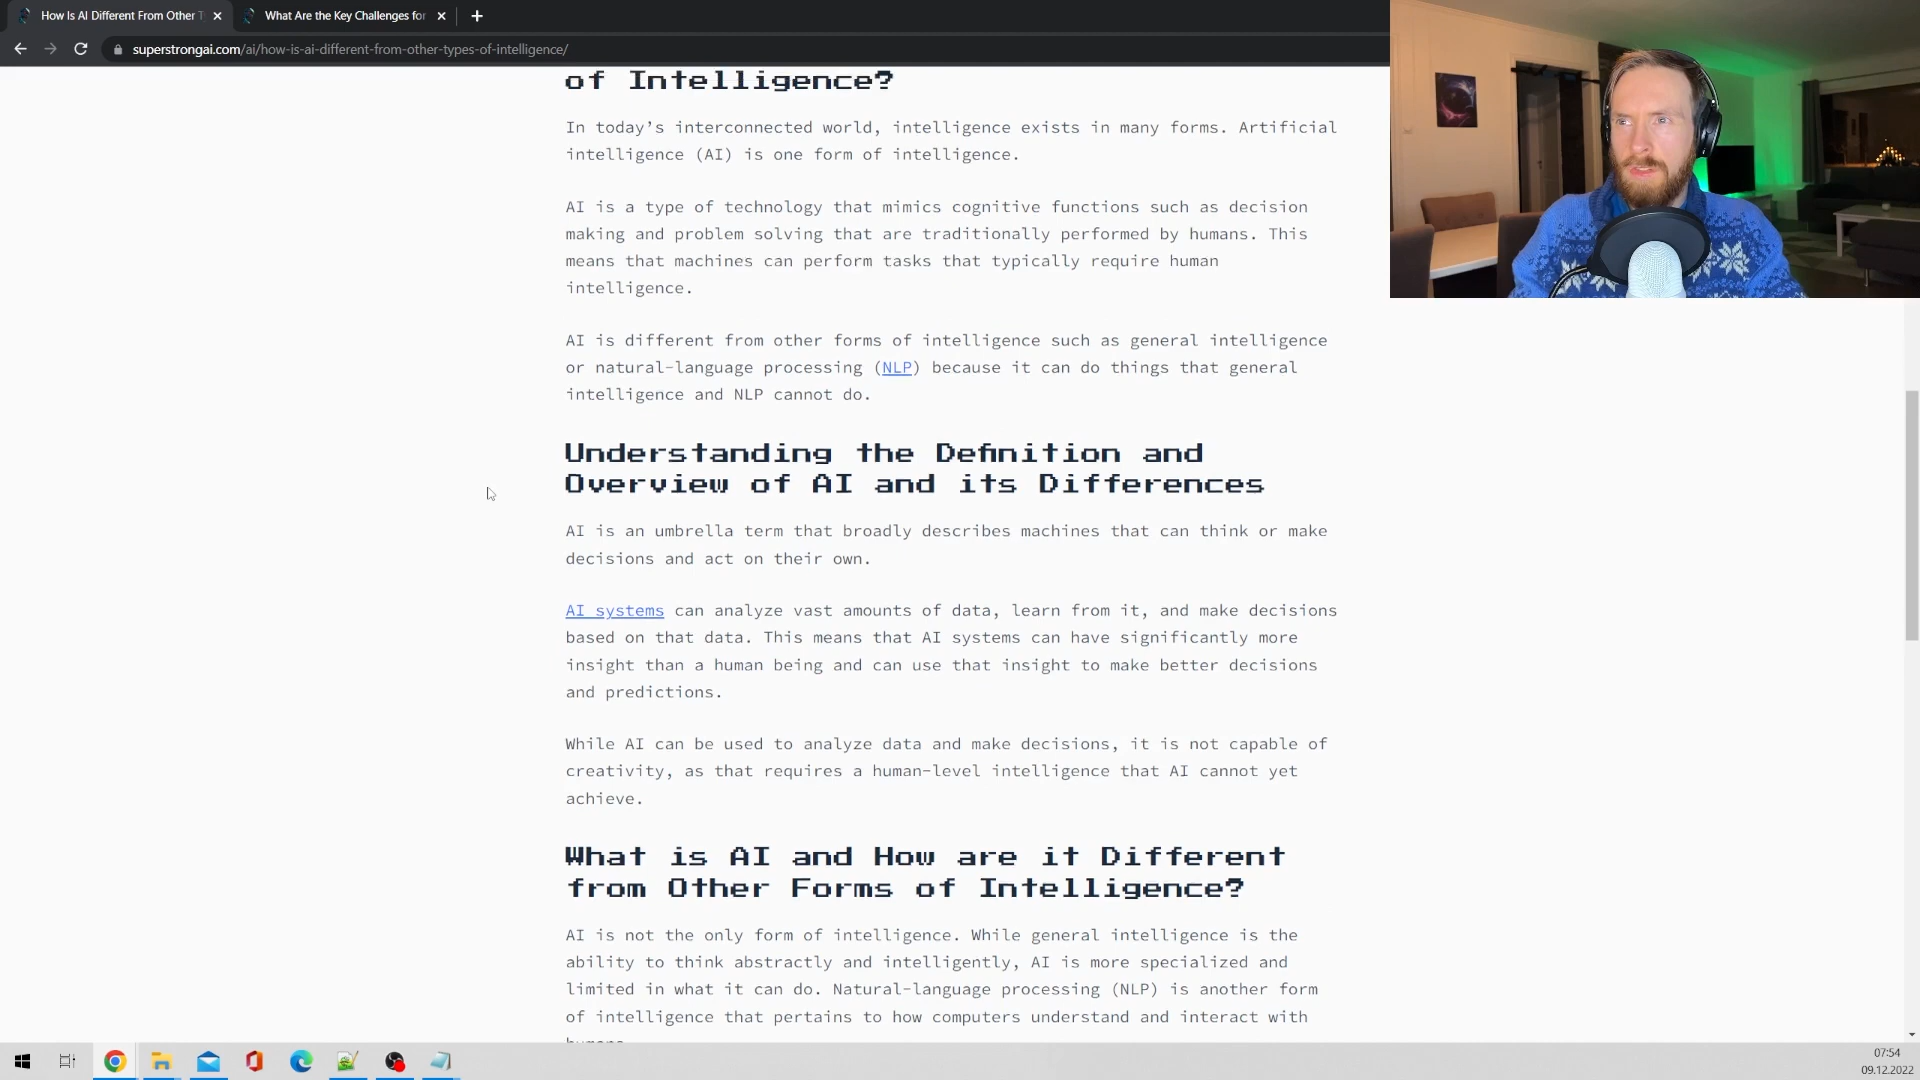 How Is AI Different From Other T
What Are the Key Challenges for
superstrongai.com/ai/how-is-ai-different-from-other-types-of-intelligence/
of Intelligence?
In today’s interconnected world, intelligence exists in many forms. Artificial
intelligence (AI) is one form of intelligence.
AI is a type of technology that mimics cognitive functions such as decision
making and problem solving that are traditionally performed by humans. This
means that machines can perform tasks that typically require human
intelligence.
AI is different from other forms of intelligence such as general intelligence
or natural-language processing (NLP) because it can do things that general
intelligence and NLP cannot do.
Understanding the Definition and
Overview of AI and its Differences
AI is an umbrella term that broadly describes machines that can think or make
decisions and act on their own.
AI systems can analyze vast amounts of data, learn from it, and make decisions
based on that data. This means that AI systems can have significantly more
insight than a human being and can use that insight to make better decisions
and predictions.
While AI can be used to analyze data and make decisions, it is not capable of
creativity, as that requires a human-level intelligence that AI cannot yet
achieve.
What is AI and How are it Different
from Other Forms of Intelligence?
AI is not the only form of intelligence. While general intelligence is the
ability to think abstractly and intelligently, AI is more specialized and
limited in what it can do. Natural-language processing (NLP) is another form
of intelligence that pertains to how computers understand and interact with
humans.
07:54
09.12.2022